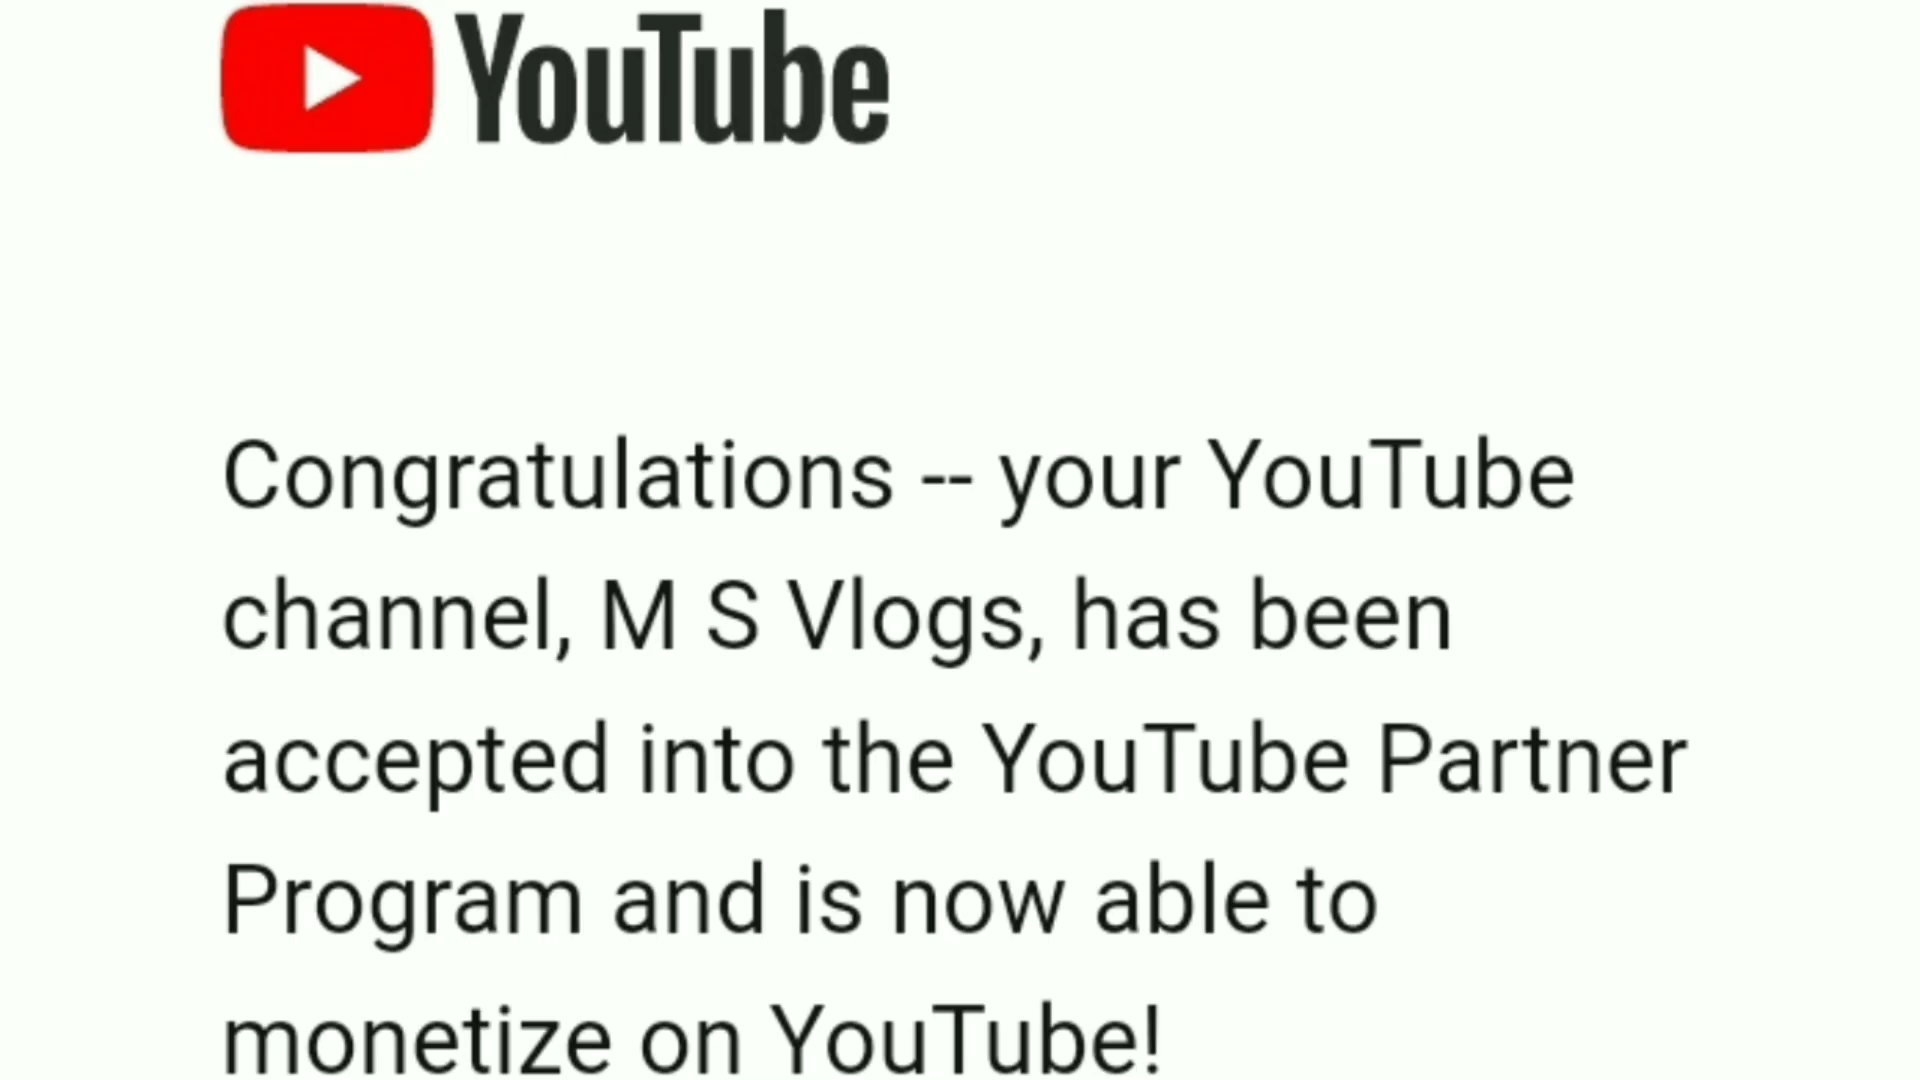 YouTube
Congratulations -- your YouTube
channel, M S Vlogs, has been
accepted into the YouTube Partner
Program and is now able to
monetize on YouTube!